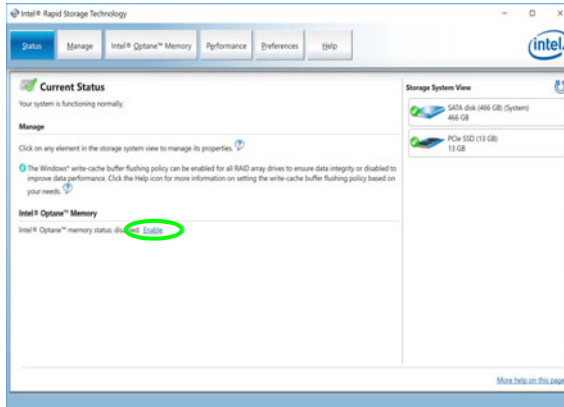 Intel® Rapid Storage Technology
Status
Manage
Intel® Optane™ Memory
Performance
Preferences
Help
intel
Current Status
Your system is functioning normally.
Manage
Click on any element in the storage system view to manage its properties.
The Windows* write-cache buffer flushing policy can be enabled for all RAID array drives to ensure data integrity or disabled to
improve data performance. Click the Help icon for more information on setting the write-cache buffer flushing policy based on
your needs.
Intel® Optane™ Memory
Intel® Optane™ memory status: disabled. Enable
Storage System View
SATA disk (466 GB) (System)
466 GB
PCIe SSD (13 GB)
13 GB
More help on this page